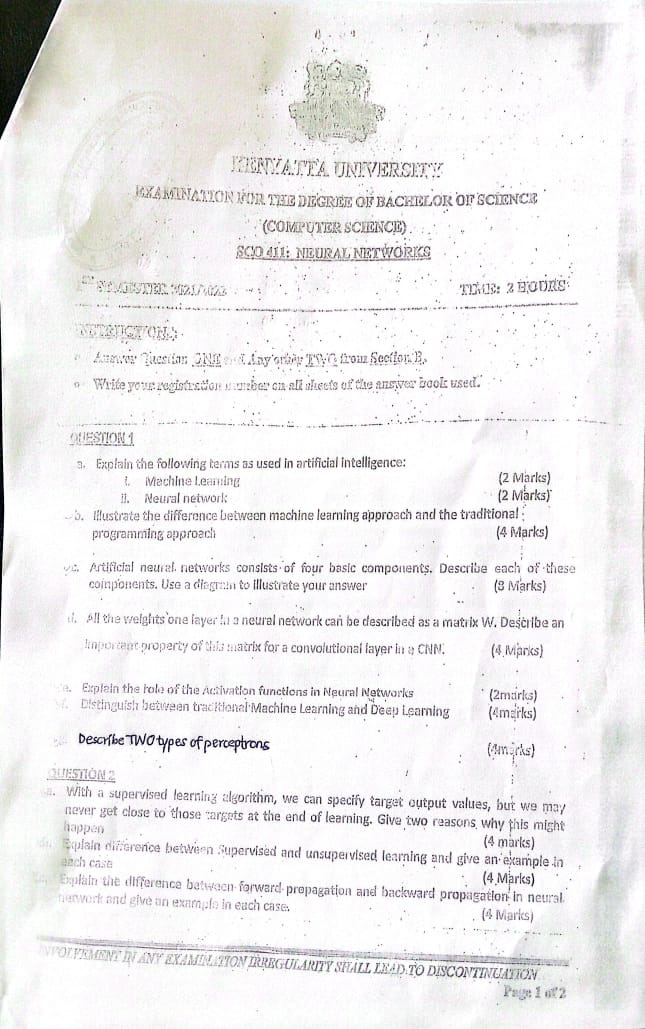 KENYATTA UNIVERSITY
EXAMINATION FOR THE DEGREE OF BACHELOR OF SCIENCE
(COMPUTER SCIENCE)
SCO 411: NEURAL NETWORKS
SEMESTER 2021/2022 TIME: 2 HOURS
INSTRUCTIONS:
Answer Question ONE and Any other TWO from Section B.
Write your registration number on all sheets of the answer book used.
QUESTION 1
a. Explain the following terms as used in artificial intelligence:
i. Machine Learning (2 Marks)
ii. Neural network (2 Marks)
b. Illustrate the difference between machine learning approach and the traditional
programming approach (4 Marks)
c. Artificial neural networks consists of four basic components. Describe each of these
components. Use a diagram to illustrate your answer (8 Marks)
d. All the weights one layer in a neural network can be described as a matrix W. Describe an
important property of this matrix for a convolutional layer in a CNN. (4 Marks)
e. Explain the role of the Activation functions in Neural Networks (2marks)
f. Distinguish between traditional Machine Learning and Deep Learning (4marks)
Describe TWO types of perceptrons (4marks)
QUESTION 2
a. With a supervised learning algorithm, we can specify target output values, but we may
never get close to those targets at the end of learning. Give two reasons why this might
happen (4 marks)
Explain difference between Supervised and unsupervised learning and give an example in
each case (4 Marks)
Explain the difference between forward propagation and backward propagation in neural
network and give an example in each case. (4 Marks)
INVOLVEMENT IN ANY EXAMINATION IRREGULARITY SHALL LEAD TO DISCONTINUATION
Page 1 of 2